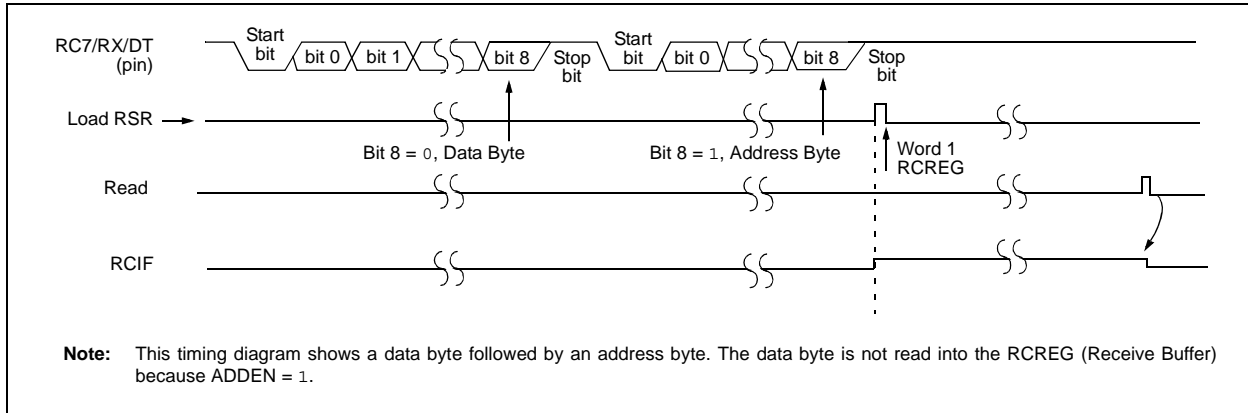 RC7/RX/DT
(pin)
Start
bit
bit 0
bit 1
bit 8
Stop
bit
Start
bit
bit 0
bit 8
Stop
bit
Load RSR
Bit 8 = 0, Data Byte
Bit 8 = 1, Address Byte
Word 1
RCREG
Read
RCIF
Note: This timing diagram shows a data byte followed by an address byte. The data byte is not read into the RCREG (Receive Buffer)
because ADDEN = 1.